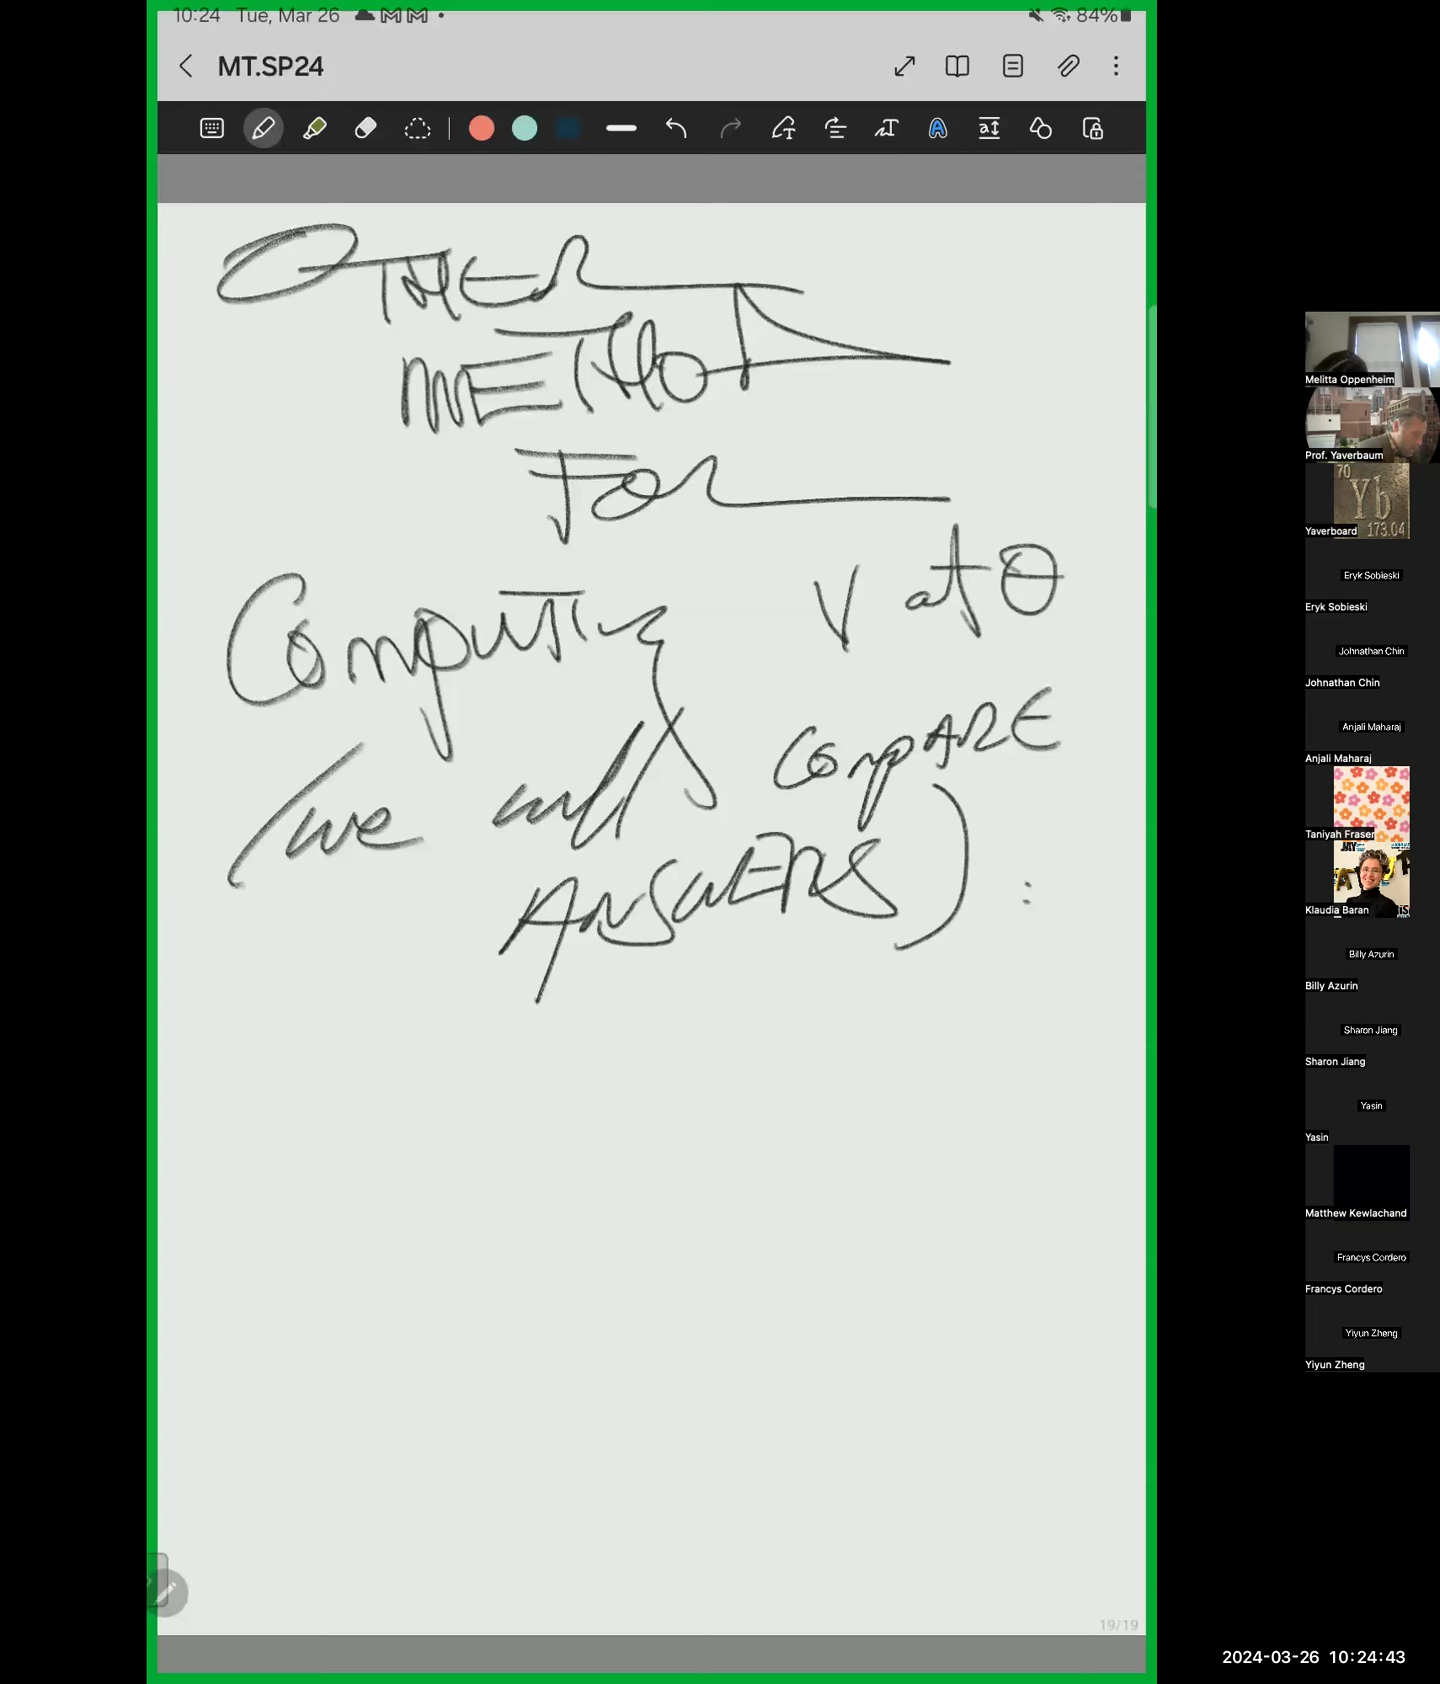 10:24 Tue, Mar 26
84%
MT.SP24
OTHER
METHOD
FOR
Computing V at θ
(we will COMPARE
ANSWERS) :
19/19
Melitta Oppenheim
Prof. Yaverbaum
70
Yb
173.04
Yaverboard
Eryk Sobieski
Eryk Sobieski
Johnathan Chin
Johnathan Chin
Anjali Maharaj
Anjali Maharaj
Taniyah Fraser
JAY
Klaudia Baran
Billy Azurin
Billy Azurin
Sharon Jiang
Sharon Jiang
Yasin
Yasin
Matthew Kewlachand
Francys Cordero
Francys Cordero
Yiyun Zheng
Yiyun Zheng
2024-03-26 10:24:43